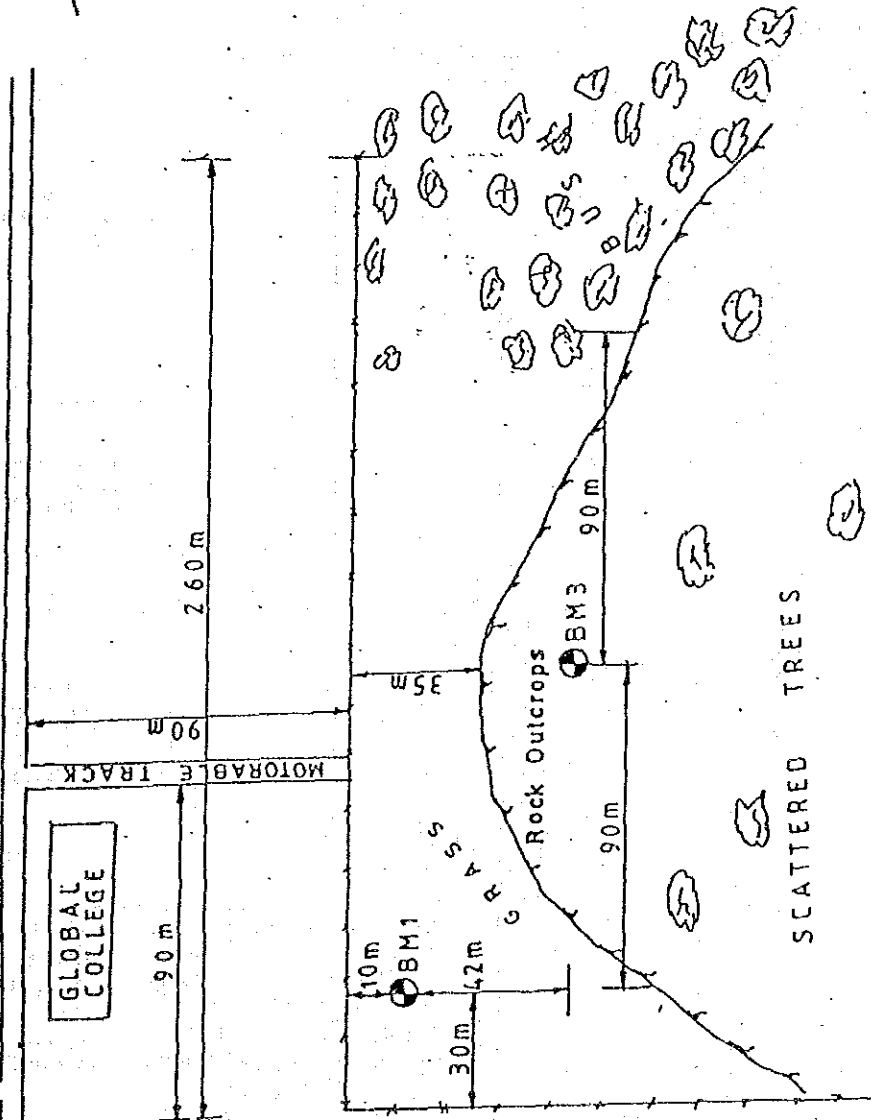 GLOBAL
COLLEGE
MOTORABLE TRACK
90m
90m
260m
35m
10m
BM1
42m
30m
GRASS
Rock Outcrops
BM3
90m
90m
BUSH
SCATTERED TREES